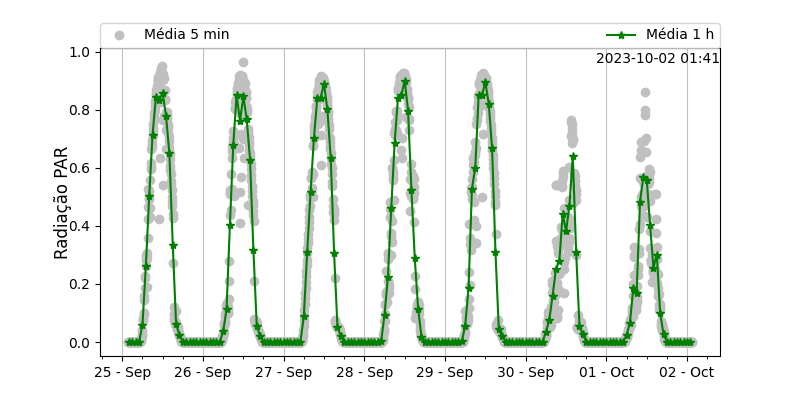 Média 5 min
Média 1 h
2023-10-02 01:41
1.0
0.8
0.6
0.4
0.2
0.0
Radiação PAR
25 - Sep
26 - Sep
27 - Sep
28 - Sep
29 - Sep
30 - Sep
01 - Oct
02 - Oct